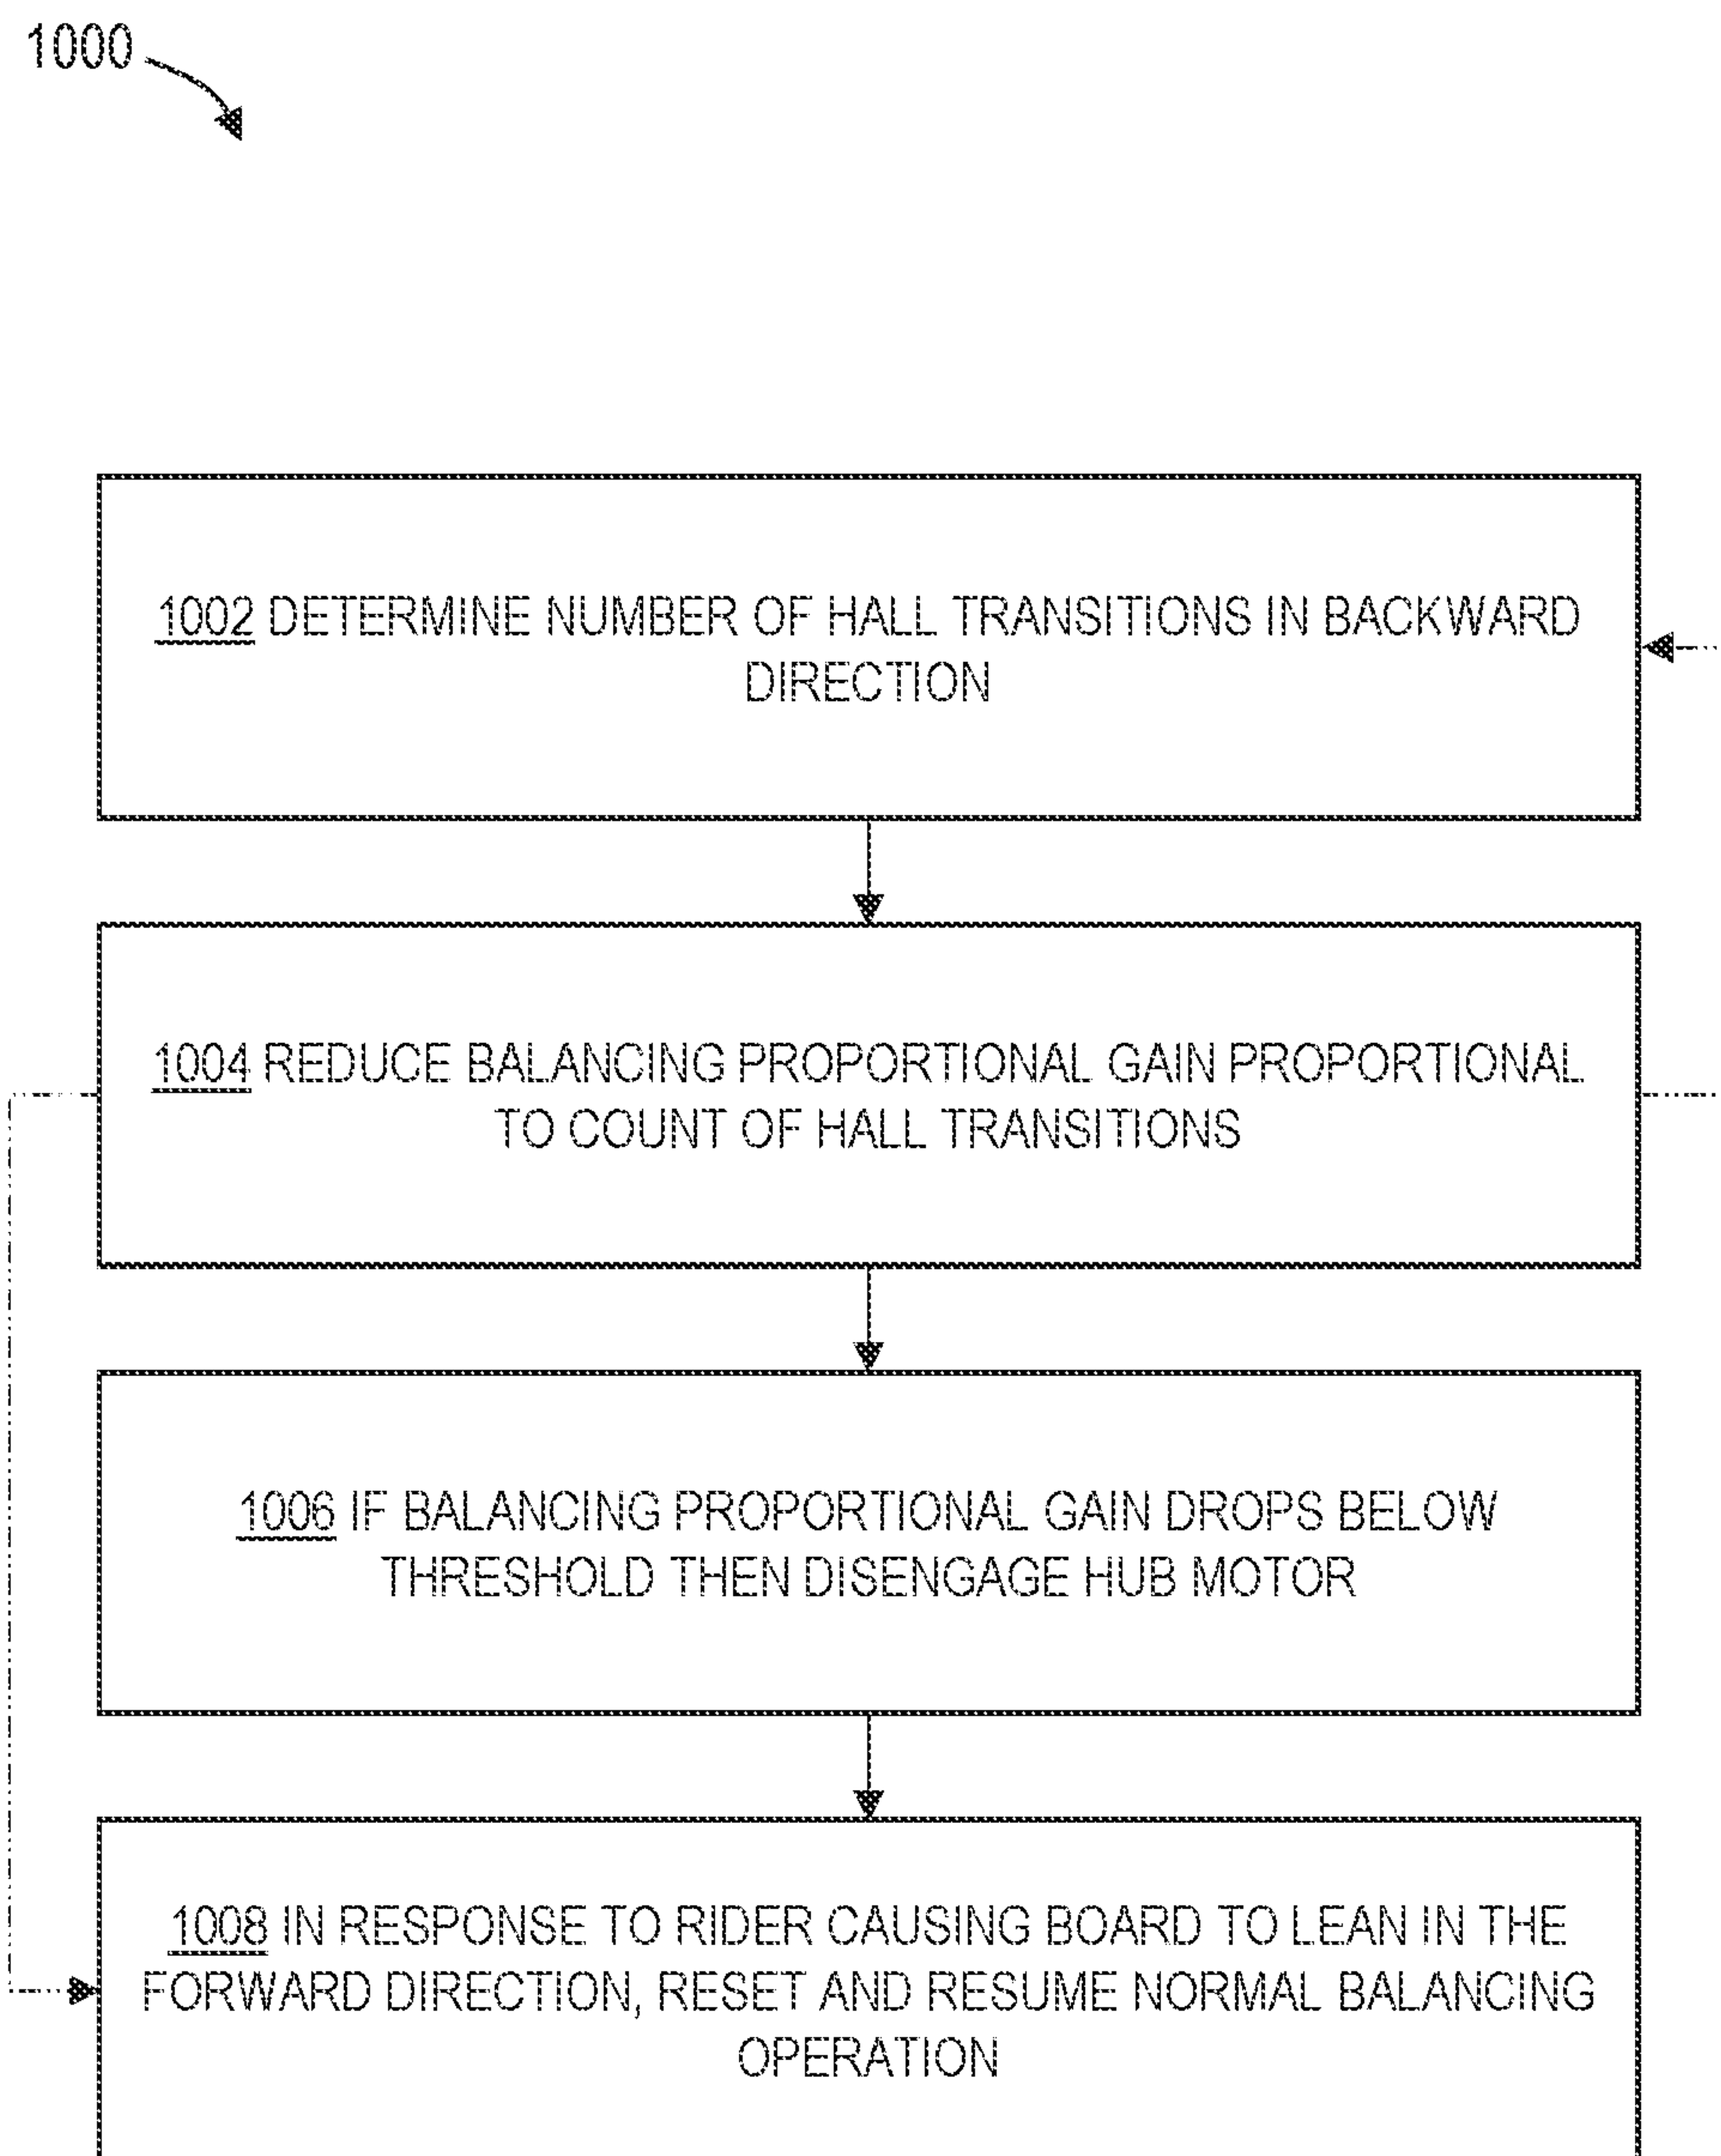 1000
1002 DETERMINE NUMBER OF HALL TRANSITIONS IN BACKWARD
DIRECTION
1004 REDUCE BALANCING PROPORTIONAL GAIN PROPORTIONAL
TO COUNT OF HALL TRANSITIONS
1006 IF BALANCING PROPORTIONAL GAIN DROPS BELOW
THRESHOLD THEN DISENGAGE HUB MOTOR
1008 IN RESPONSE TO RIDER CAUSING BOARD TO LEAN IN THE
FORWARD DIRECTION, RESET AND RESUME NORMAL BALANCING
OPERATION